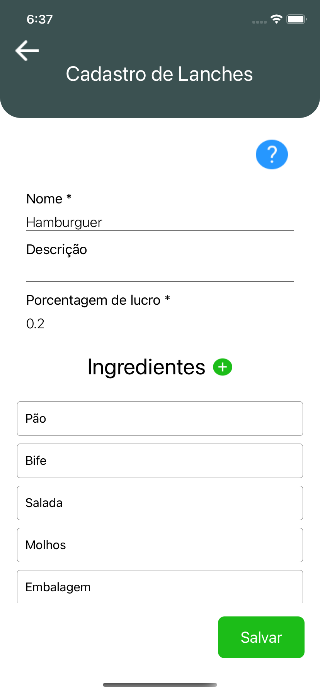 6:37
Cadastro de Lanches
?
Nome *
Hamburguer
Descrição
Porcentagem de lucro *
0.2
Ingredientes +
Pão
Bife
Salada
Molhos
Embalagem
Salvar